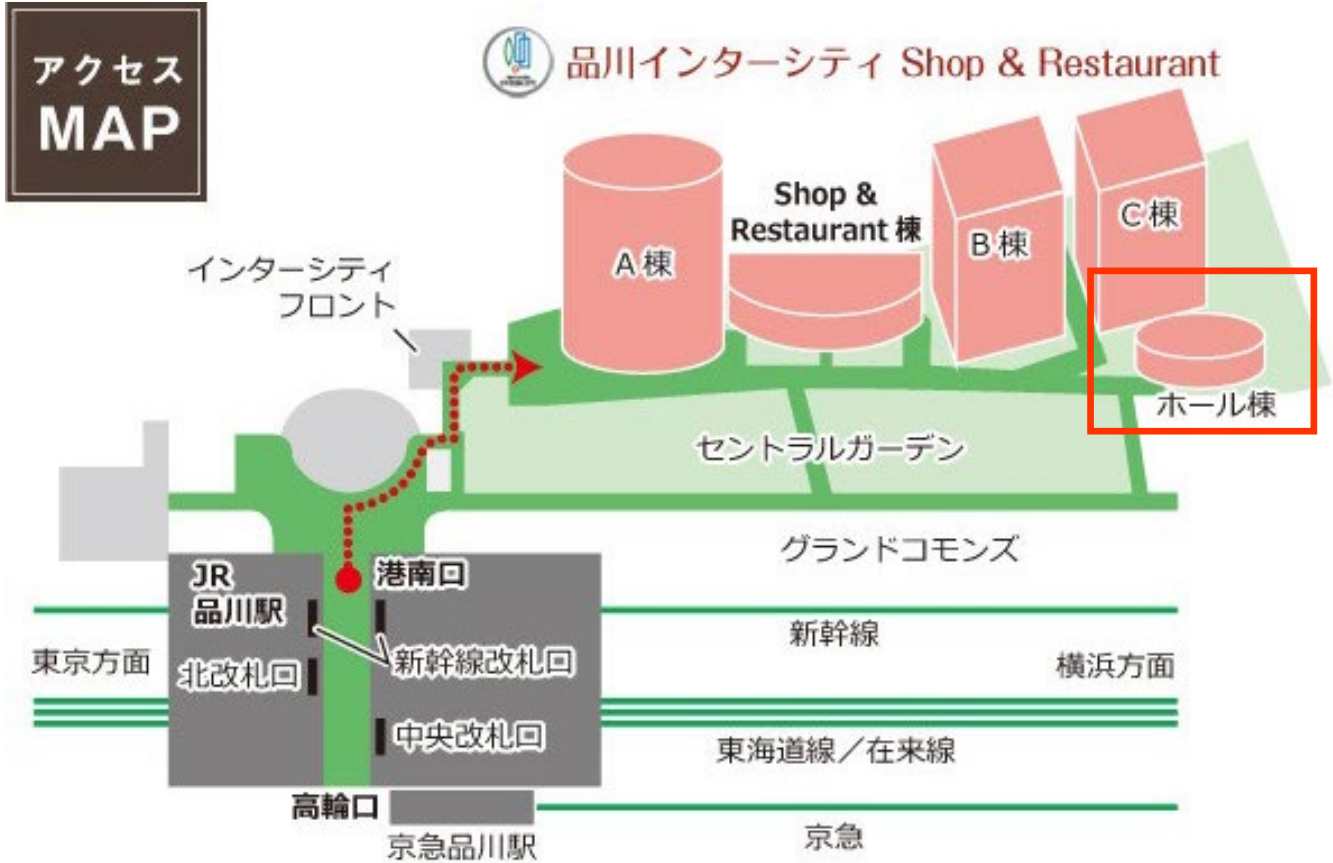 アクセス
MAP
品川インターシティ Shop & Restaurant
A棟
Shop &
Restaurant 棟
B棟
C棟
ホール棟
インターシティ
フロント
セントラルガーデン
グランドコモンズ
JR
品川駅
港南口
新幹線改札口
北改札口
中央改札口
高輪口
京急品川駅
東京方面
新幹線
横浜方面
東海道線／在来線
京急